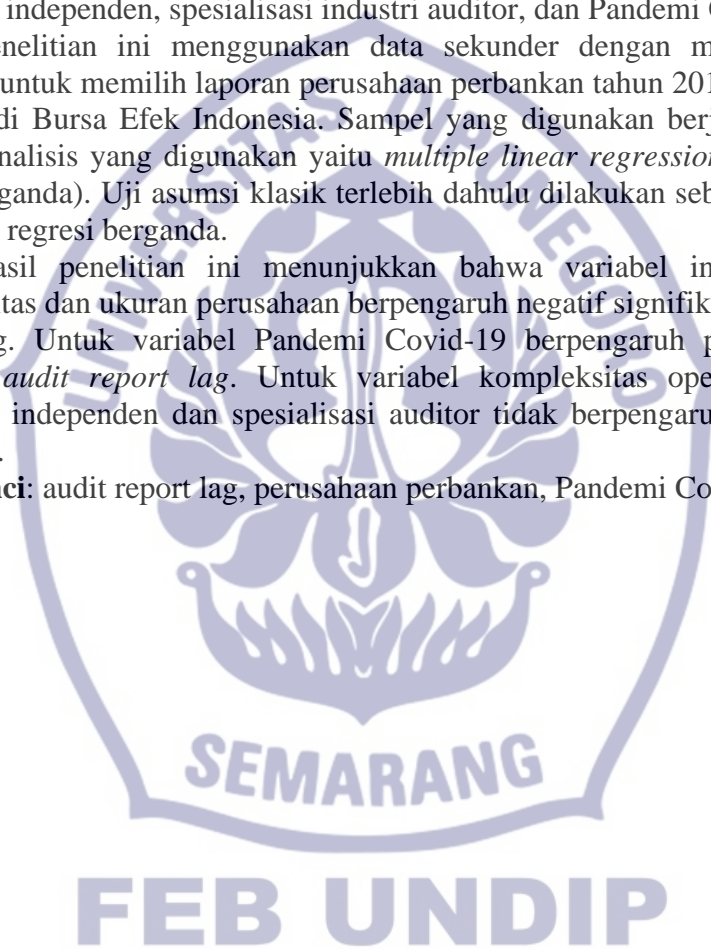 independen, spesialisasi industri auditor, dan Pandemi
enelitian ini menggunakan data sekunder dengan m
untuk memilih laporan perusahaan perbankan tahun 201
di Bursa Efek Indonesia. Sampel yang digunakan berj
nalisis yang digunakan yaitu multiple linear regression
ganda). Uji asumsi klasik terlebih dahulu dilakukan seb
regresi berganda.
asil penelitian ini menunjukkan bahwa variabel in
itas dan ukuran perusahaan berpengaruh negatif signifik
g. Untuk variabel Pandemi Covid-19 berpengaruh p
audit report lag. Untuk variabel kompleksitas ope
independen dan spesialisasi auditor tidak berpengaru
.
nci: audit report lag, perusahaan perbankan, Pandemi Co
UNIVERSITAS DIPONEGORO
SEMARANG
FEB UNDIP